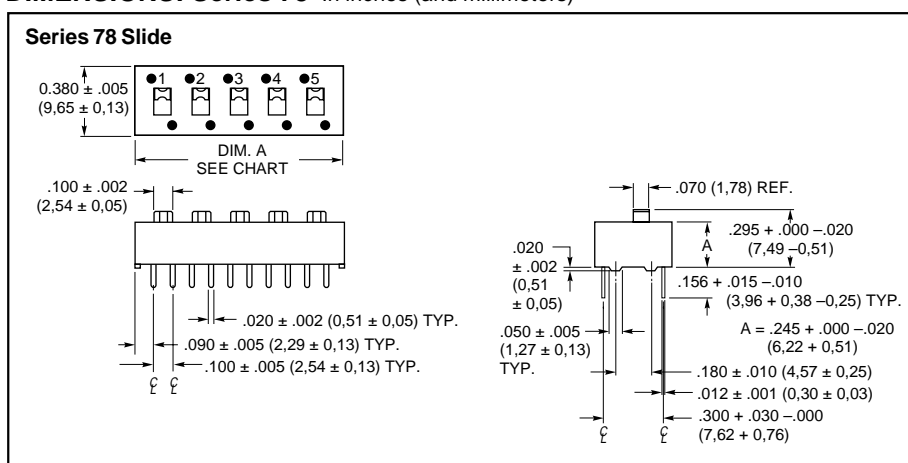 DIMENSIONS: Series 78 In inches (and millimeters)
Series 78 Slide
0.380 ± .005
(9,65 ± 0,13)
1 2 3 4 5
DIM. A
SEE CHART
.100 ± .002
(2,54 ± 0,05)
.020 ± .002 (0,51 ± 0,05) TYP.
.090 ± .005 (2,29 ± 0,13) TYP.
.100 ± .005 (2,54 ± 0,13) TYP.
℄ ℄
.070 (1,78) REF.
.295 + .000 –.020
(7,49 –0,51)
A
.020
± .002
(0,51
± 0,05)
.156 + .015 –.010
(3,96 + 0,38 –0,25) TYP.
A = .245 + .000 –.020
(6,22 + 0,51)
.050 ± .005
(1,27 ± 0,13)
TYP.
.180 ± .010 (4,57 ± 0,25)
.012 ± .001 (0,30 ± 0,03)
.300 + .030 –.000
(7,62 + 0,76)
℄ ℄